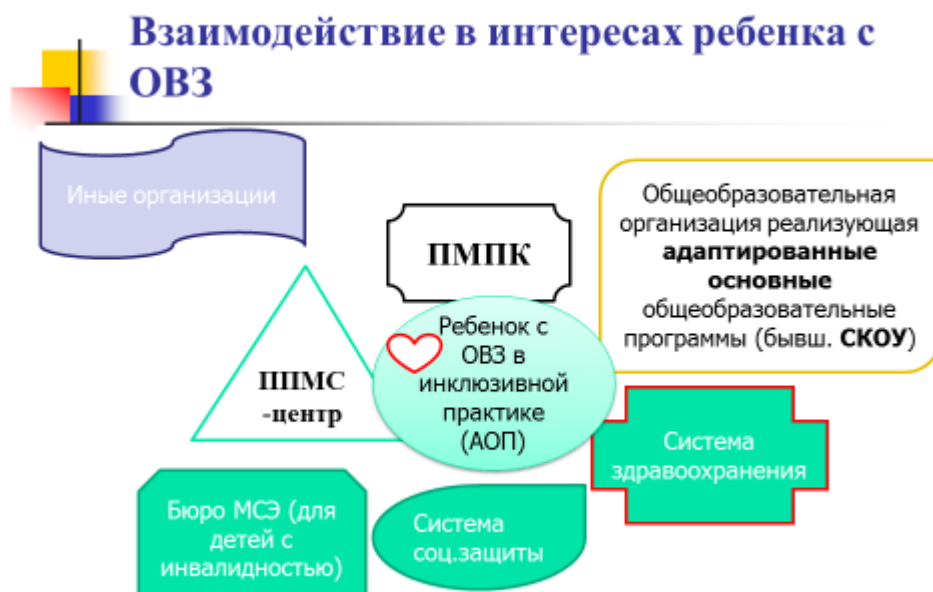 Взаимодействие в интересах ребенка с
ОВЗ
Иные организации
ПМПК
Общеобразовательная
организация реализующая
адаптированные
основные
общеобразовательные
программы (бывш. СКОУ)
ППМС
-центр
Ребенок с
ОВЗ в
инклюзивной
практике
(АОП)
Система
здравоохранения
Бюро МСЭ (для
детей с
инвалидностью)
Система
соц.защиты